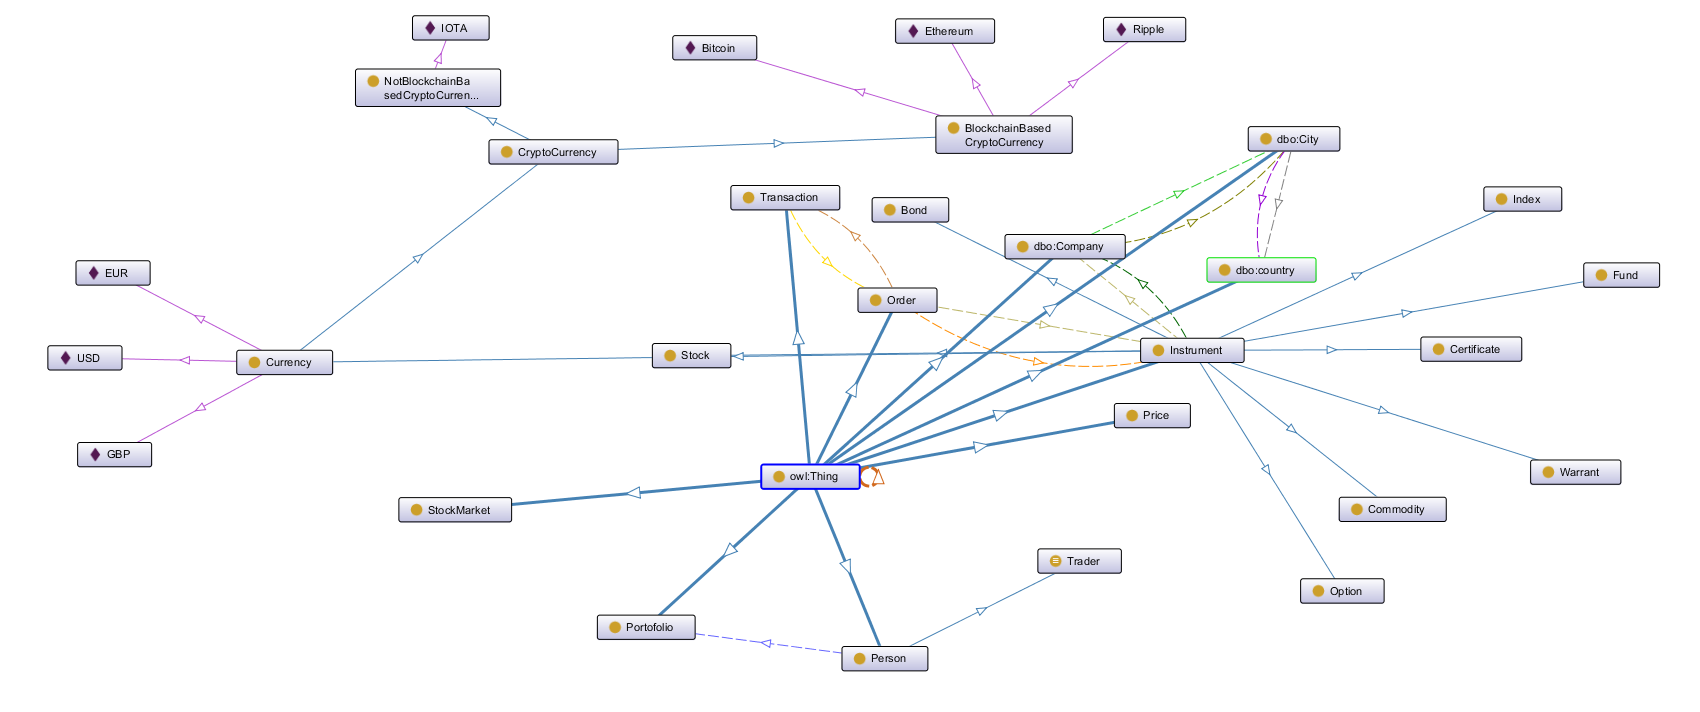 IOTA
Ethereum
Ripple
Bitcoin
NotBlockchainBa
sedCryptoCurren...
BlockchainBased
CryptoCurrency
dbo:City
CryptoCurrency
Transaction
Bond
Index
dbo:Company
EUR
dbo:country
Fund
Order
USD
Currency
Stock
Instrument
Certificate
Price
GBP
owl:Thing
Warrant
StockMarket
Commodity
Trader
Option
Portofolio
Person